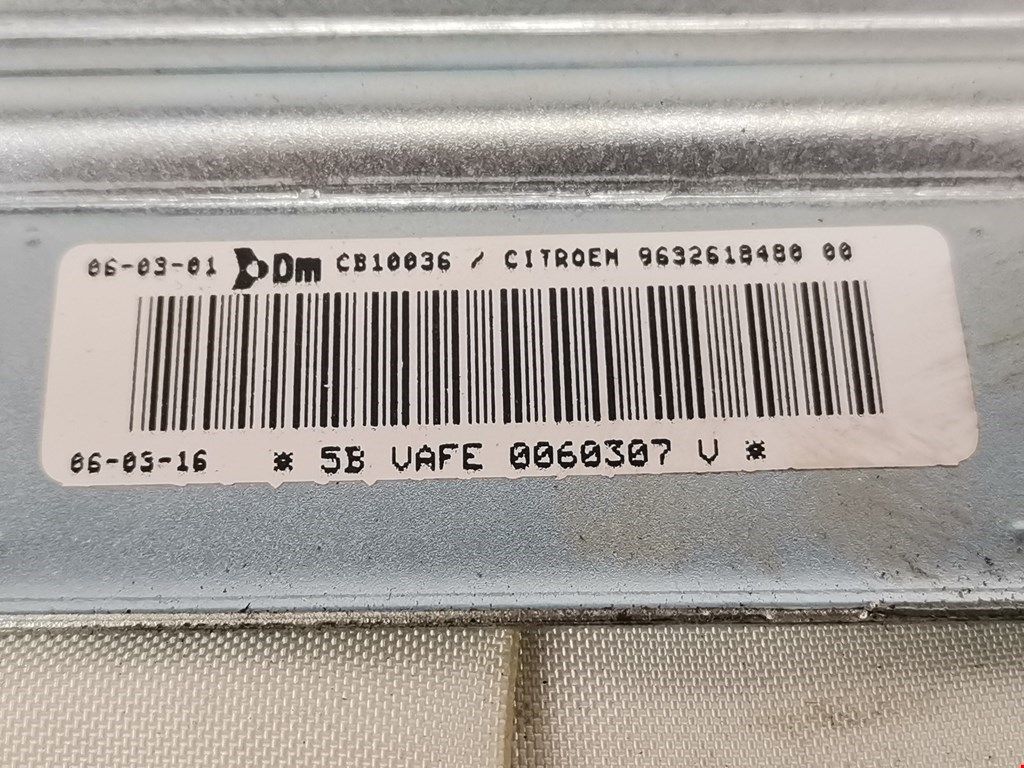 06-03-01 Dm CB10036 / CITROEN 9632618480 00
06-03-16 * 5B VAFE 0060307 V *